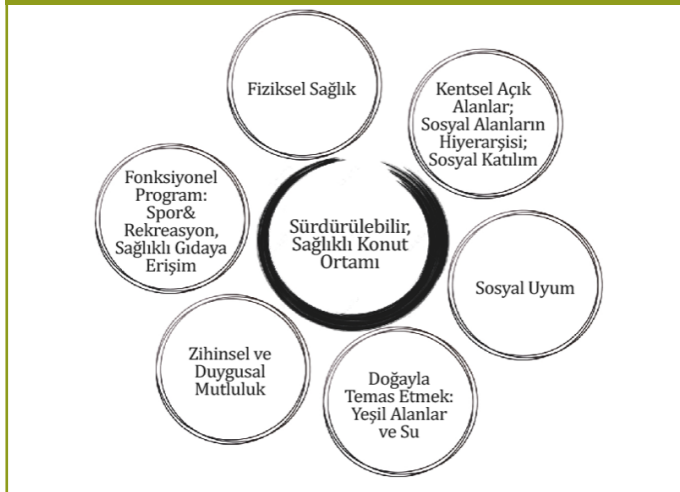 Fiziksel Sağlık
Kentsel Açık
Alanlar;
Sosyal Alanların
Hiyerarşisi;
Sosyal Katılım
Fonksiyonel
Program:
Spor&
Rekreasyon,
Sağlıklı Gıdaya
Erişim
Sürdürülebilir,
Sağlıklı Konut
Ortamı
Sosyal Uyum
Zihinsel ve
Duygusal
Mutluluk
Doğayla
Temas Etmek:
Yeşil Alanlar
ve Su